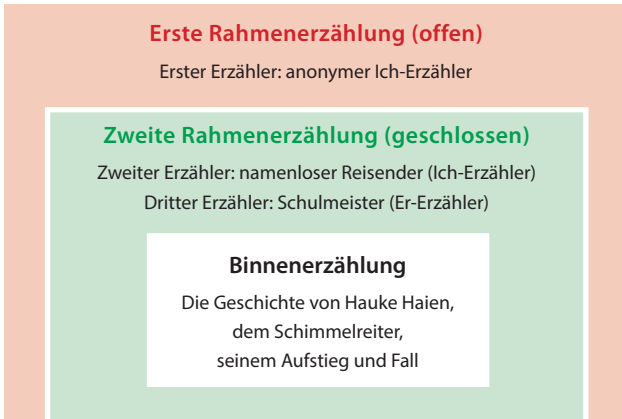 Erste Rahmenerzählung (offen)
Erster Erzähler: anonymer Ich-Erzähler
Zweite Rahmenerzählung (geschlossen)
Zweiter Erzähler: namenloser Reisender (Ich-Erzähler)
Dritter Erzähler: Schulmeister (Er-Erzähler)
Binnenerzählung
Die Geschichte von Hauke Haien,
dem Schimmelreiter,
seinem Aufstieg und Fall